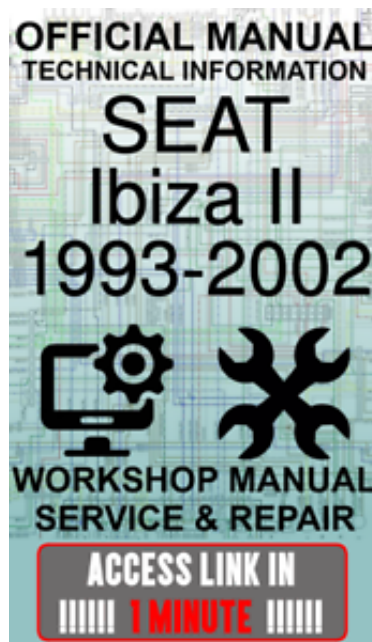 OFFICIAL MANUAL
TECHNICAL INFORMATION
SEAT
Ibiza II
1993-2002
WORKSHOP MANUAL
SERVICE & REPAIR
ACCESS LINK IN
!!!!!! 1 MINUTE !!!!!!